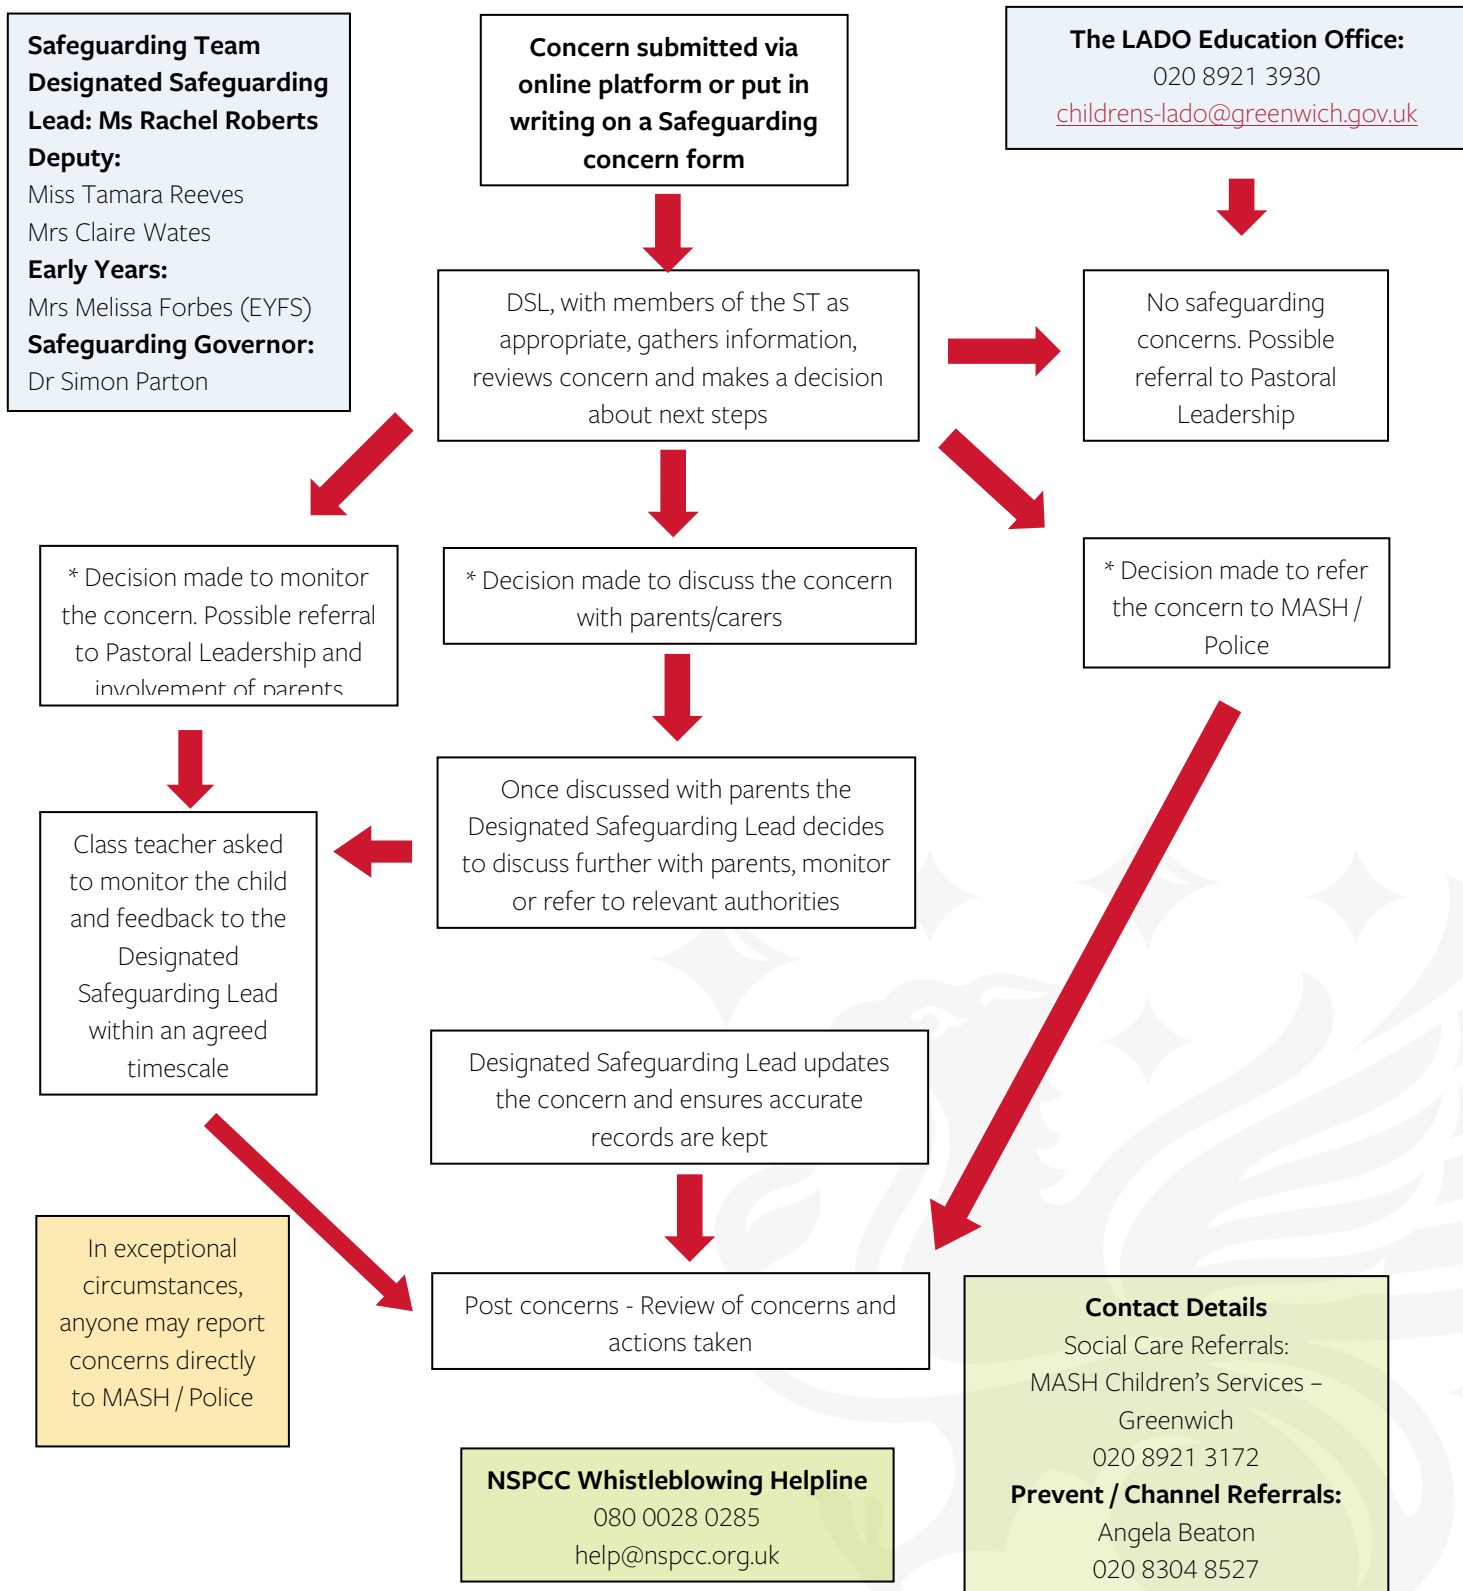 Safeguarding Team
Designated Safeguarding
Lead: Ms Rachel Roberts
Deputy:
Miss Tamara Reeves
Mrs Claire Wates
Early Years:
Mrs Melissa Forbes (EYFS)
Safeguarding Governor:
Dr Simon Parton
Concern submitted via
online platform or put in
writing on a Safeguarding
concern form
The LADO Education Office:
020 8921 3930
childrens-lado@greenwich.gov.uk
DSL, with members of the ST as
appropriate, gathers information,
reviews concern and makes a decision
about next steps
No safeguarding
concerns. Possible
referral to Pastoral
Leadership
* Decision made to monitor
the concern. Possible referral
to Pastoral Leadership and
involvement of parents
* Decision made to discuss the concern
with parents/carers
* Decision made to refer
the concern to MASH /
Police
Class teacher asked
to monitor the child
and feedback to the
Designated
Safeguarding Lead
within an agreed
timescale
Once discussed with parents the
Designated Safeguarding Lead decides
to discuss further with parents, monitor
or refer to relevant authorities
Designated Safeguarding Lead updates
the concern and ensures accurate
records are kept
In exceptional
circumstances,
anyone may report
concerns directly
to MASH / Police
Post concerns - Review of concerns and
actions taken
NSPCC Whistleblowing Helpline
080 0028 0285
help@nspcc.org.uk
Contact Details
Social Care Referrals:
MASH Children’s Services –
Greenwich
020 8921 3172
Prevent / Channel Referrals:
Angela Beaton
020 8304 8527